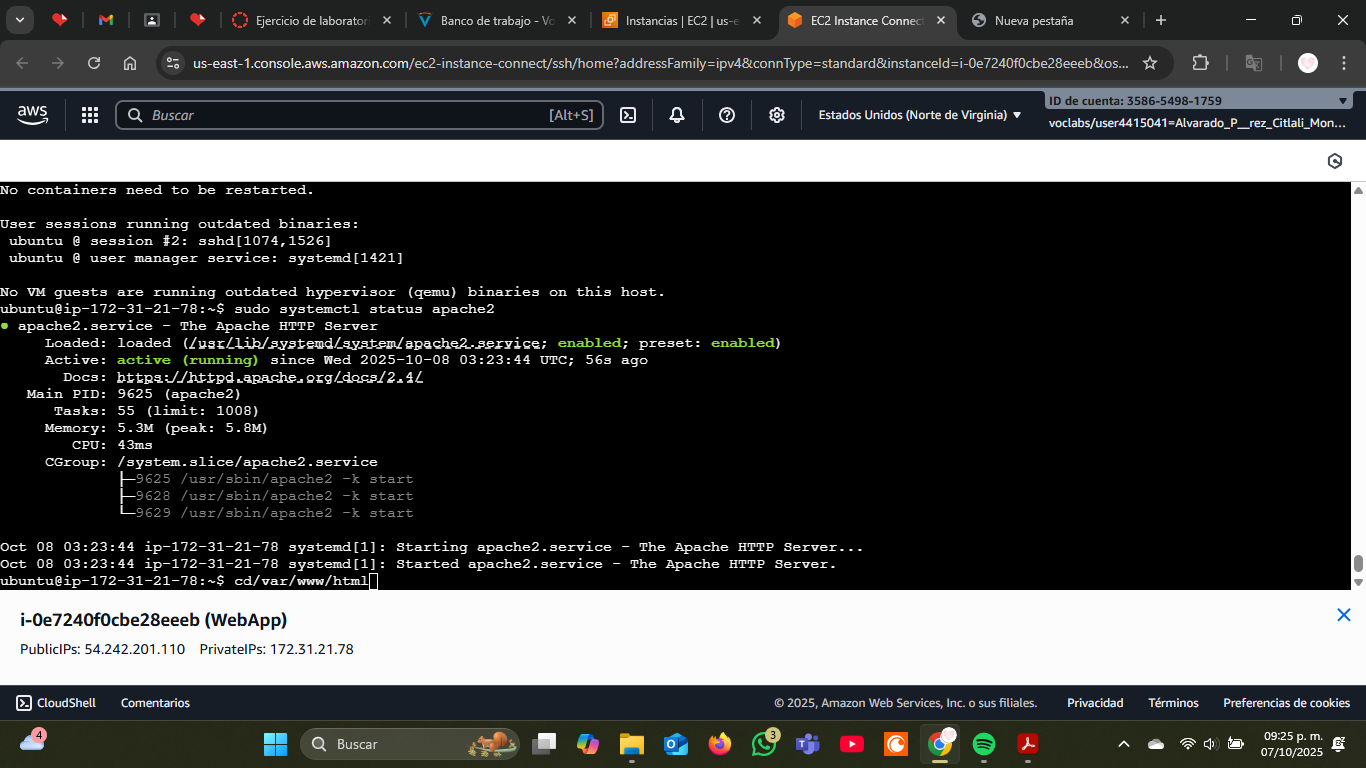 Ejercicio de laboratori
Banco de trabajo - Vo
Instancias | EC2 | us-e
EC2 Instance Connect
Nueva pestaña
us-east-1.console.aws.amazon.com/ec2-instance-connect/ssh/home?addressFamily=ipv4&connType=standard&instanceId=i-0e7240f0cbe28eeeb&os...
aws
Buscar
[Alt+S]
Estados Unidos (Norte de Virginia)
ID de cuenta: 3586-5498-1759
voclabs/user4415041=Alvarado_P__rez_Citlali_Mon...
No containers need to be restarted.
User sessions running outdated binaries:
ubuntu @ session #2: sshd[1074,1526]
ubuntu @ user manager service: systemd[1421]
No VM guests are running outdated hypervisor (qemu) binaries on this host.
ubuntu@ip-172-31-21-78:~$ sudo systemctl status apache2
● apache2.service - The Apache HTTP Server
Loaded: loaded (/usr/lib/systemd/system/apache2.service; enabled; preset: enabled)
Active: active (running) since Wed 2025-10-08 03:23:44 UTC; 56s ago
Docs: https://httpd.apache.org/docs/2.4/
Main PID: 9625 (apache2)
Tasks: 55 (limit: 1008)
Memory: 5.3M (peak: 5.8M)
CPU: 43ms
CGroup: /system.slice/apache2.service
├─9625 /usr/sbin/apache2 -k start
├─9628 /usr/sbin/apache2 -k start
└─9629 /usr/sbin/apache2 -k start
Oct 08 03:23:44 ip-172-31-21-78 systemd[1]: Starting apache2.service - The Apache HTTP Server...
Oct 08 03:23:44 ip-172-31-21-78 systemd[1]: Started apache2.service - The Apache HTTP Server.
ubuntu@ip-172-31-21-78:~$ cd/var/www/html
i-0e7240f0cbe28eeeb (WebApp)
PublicIPs: 54.242.201.110 PrivateIPs: 172.31.21.78
CloudShell
Comentarios
© 2025, Amazon Web Services, Inc. o sus filiales.
Privacidad
Términos
Preferencias de cookies
4
Buscar
3
09:25 p. m.
07/10/2025